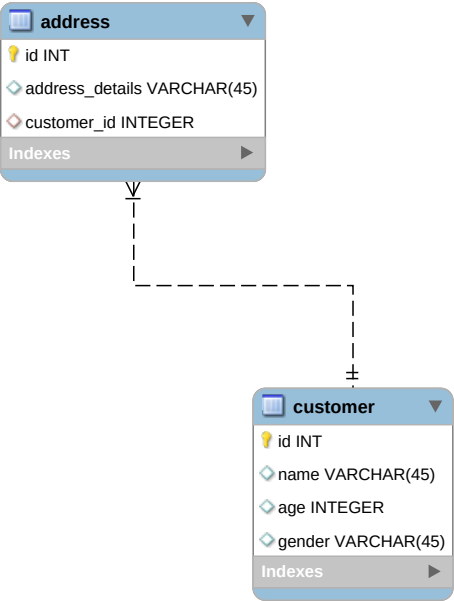 address
id INT
address_details VARCHAR(45)
customer_id INTEGER
Indexes
customer
id INT
name VARCHAR(45)
age INTEGER
gender VARCHAR(45)
Indexes